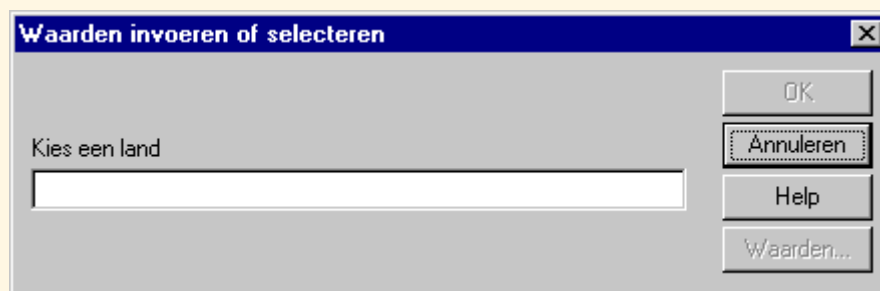 Waarden invoeren of selecteren
OK
Kies een land
Annuleren
Help
Waarden...